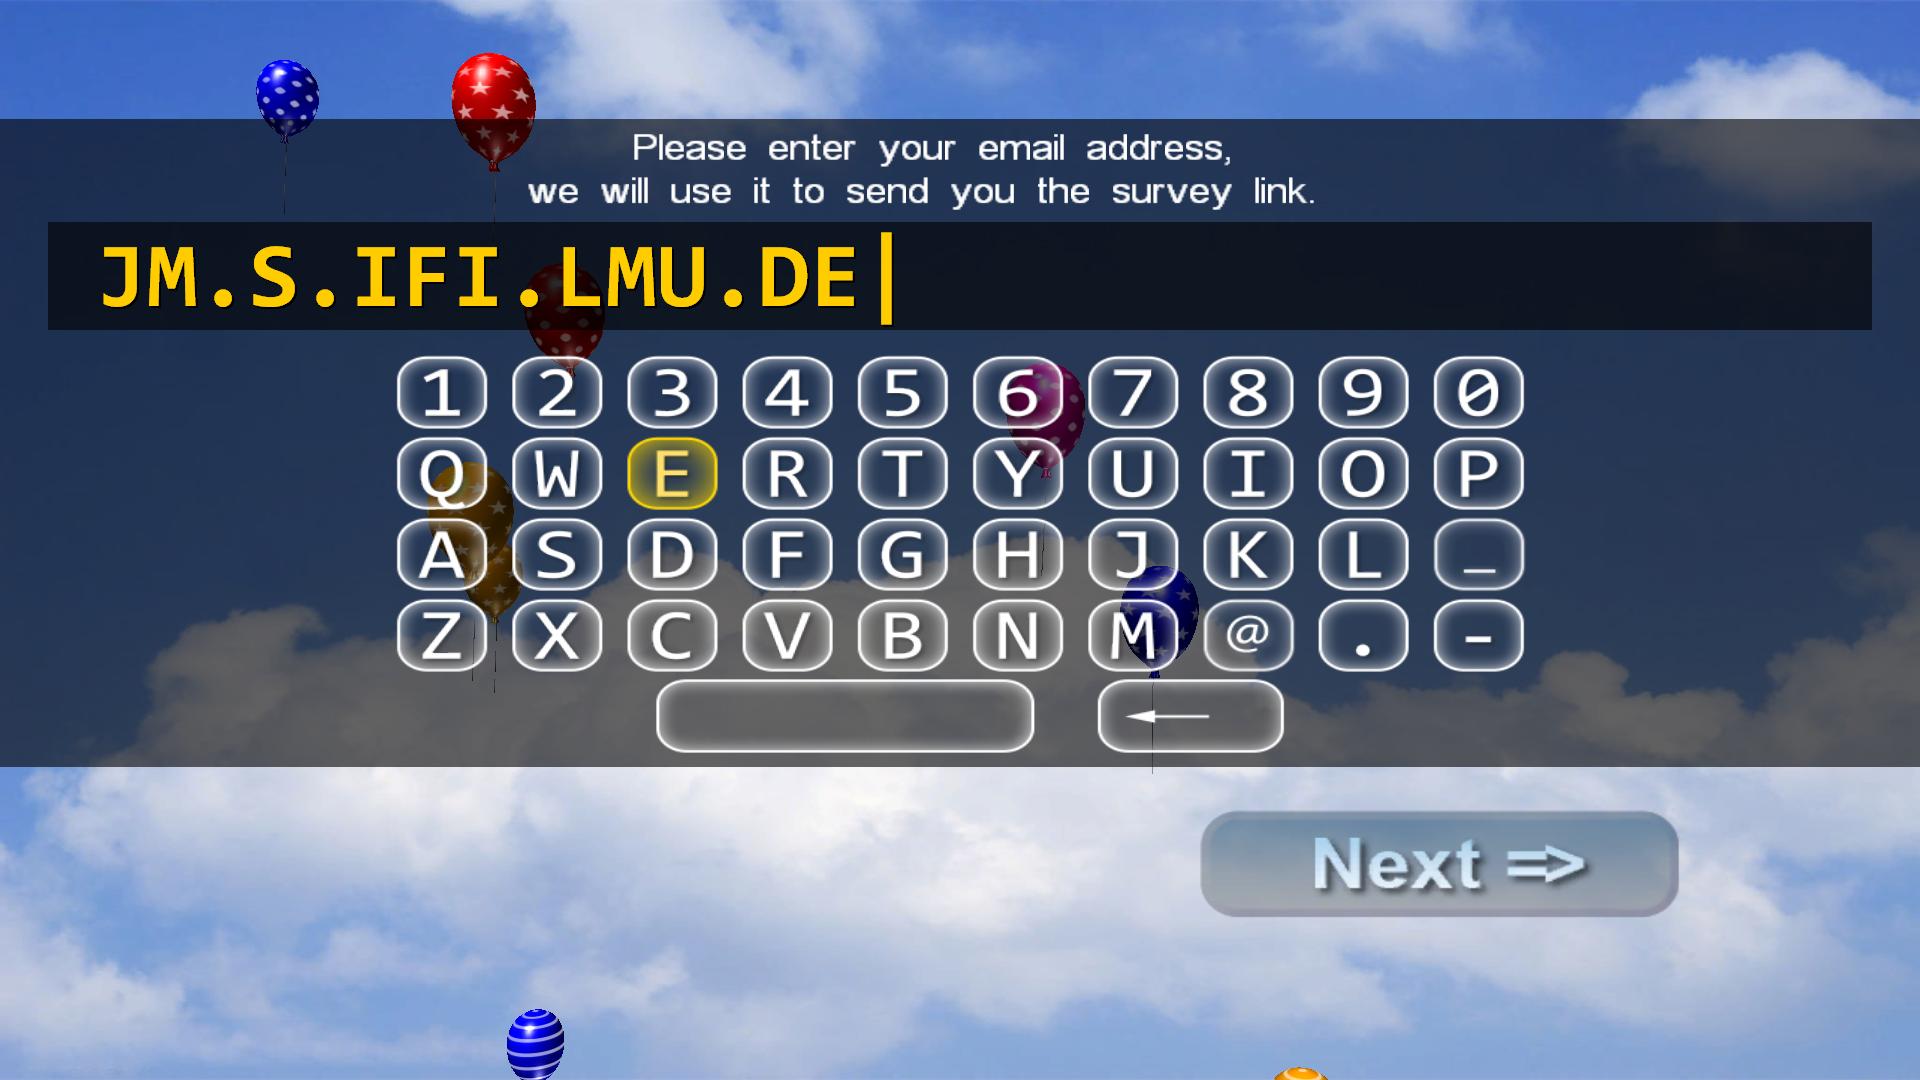 Please enter your email address,
we will use it to send you the survey link.
JM.S.IFI.LMU.DE
1 2 3 4 5 6 7 8 9 0
Q W E R T Y U I O P
A S D F G H J K L _
Z X C V B N M @ . -
←
Next =>